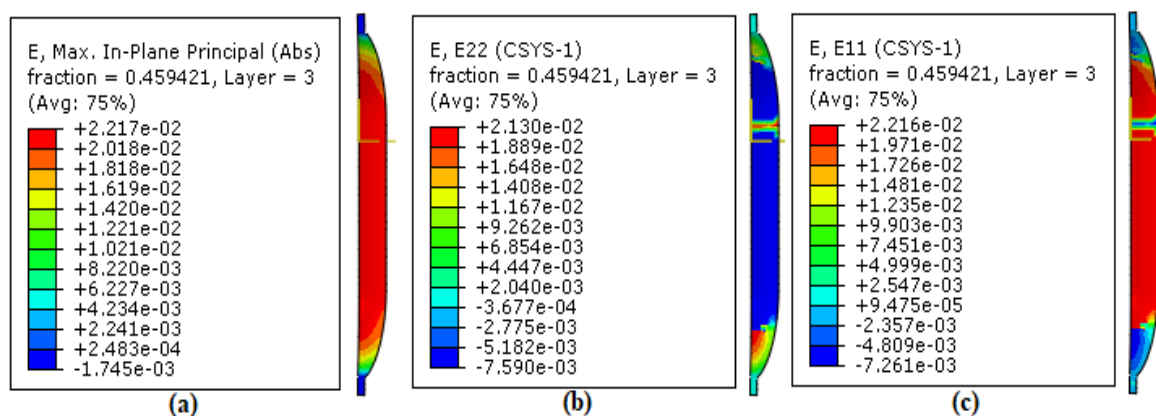 E, Max. In-Plane Principal (Abs)
fraction = 0.459421, Layer = 3
(Avg: 75%)
+2.217e-02
+2.018e-02
+1.818e-02
+1.619e-02
+1.420e-02
+1.221e-02
+1.021e-02
+8.220e-03
+6.227e-03
+4.234e-03
+2.241e-03
+2.483e-04
-1.745e-03
(a)
E, E22 (CSYS-1)
fraction = 0.459421, Layer = 3
(Avg: 75%)
+2.130e-02
+1.889e-02
+1.648e-02
+1.408e-02
+1.167e-02
+9.262e-03
+6.854e-03
+4.447e-03
+2.040e-03
-3.677e-04
-2.775e-03
-5.182e-03
-7.590e-03
(b)
E, E11 (CSYS-1)
fraction = 0.459421, Layer = 3
(Avg: 75%)
+2.216e-02
+1.971e-02
+1.726e-02
+1.481e-02
+1.235e-02
+9.903e-03
+7.451e-03
+4.999e-03
+2.547e-03
+9.475e-05
-2.357e-03
-4.809e-03
-7.261e-03
(c)